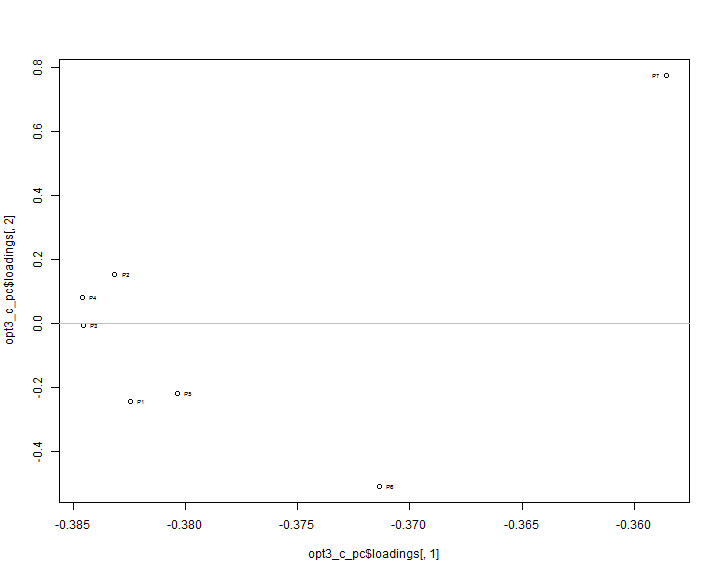 0.8
0.6
0.4
0.2
0.0
-0.2
-0.4
opt3_c_pc$loadings[, 2]
P7
P2
P4
P3
P5
P1
P6
-0.385
-0.380
-0.375
-0.370
-0.365
-0.360
opt3_c_pc$loadings[, 1]